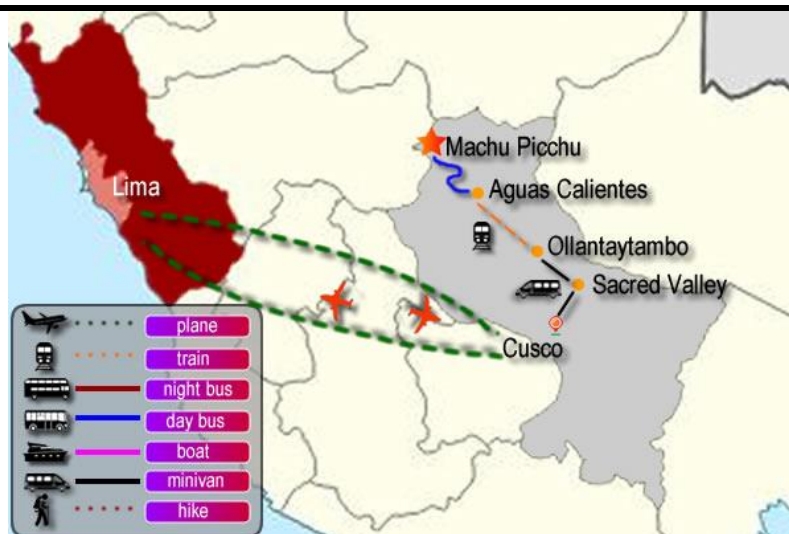 Machu Picchu
Lima
Aguas Calientes
Ollantaytambo
Sacred Valley
Cusco
plane
train
night bus
day bus
boat
minivan
hike